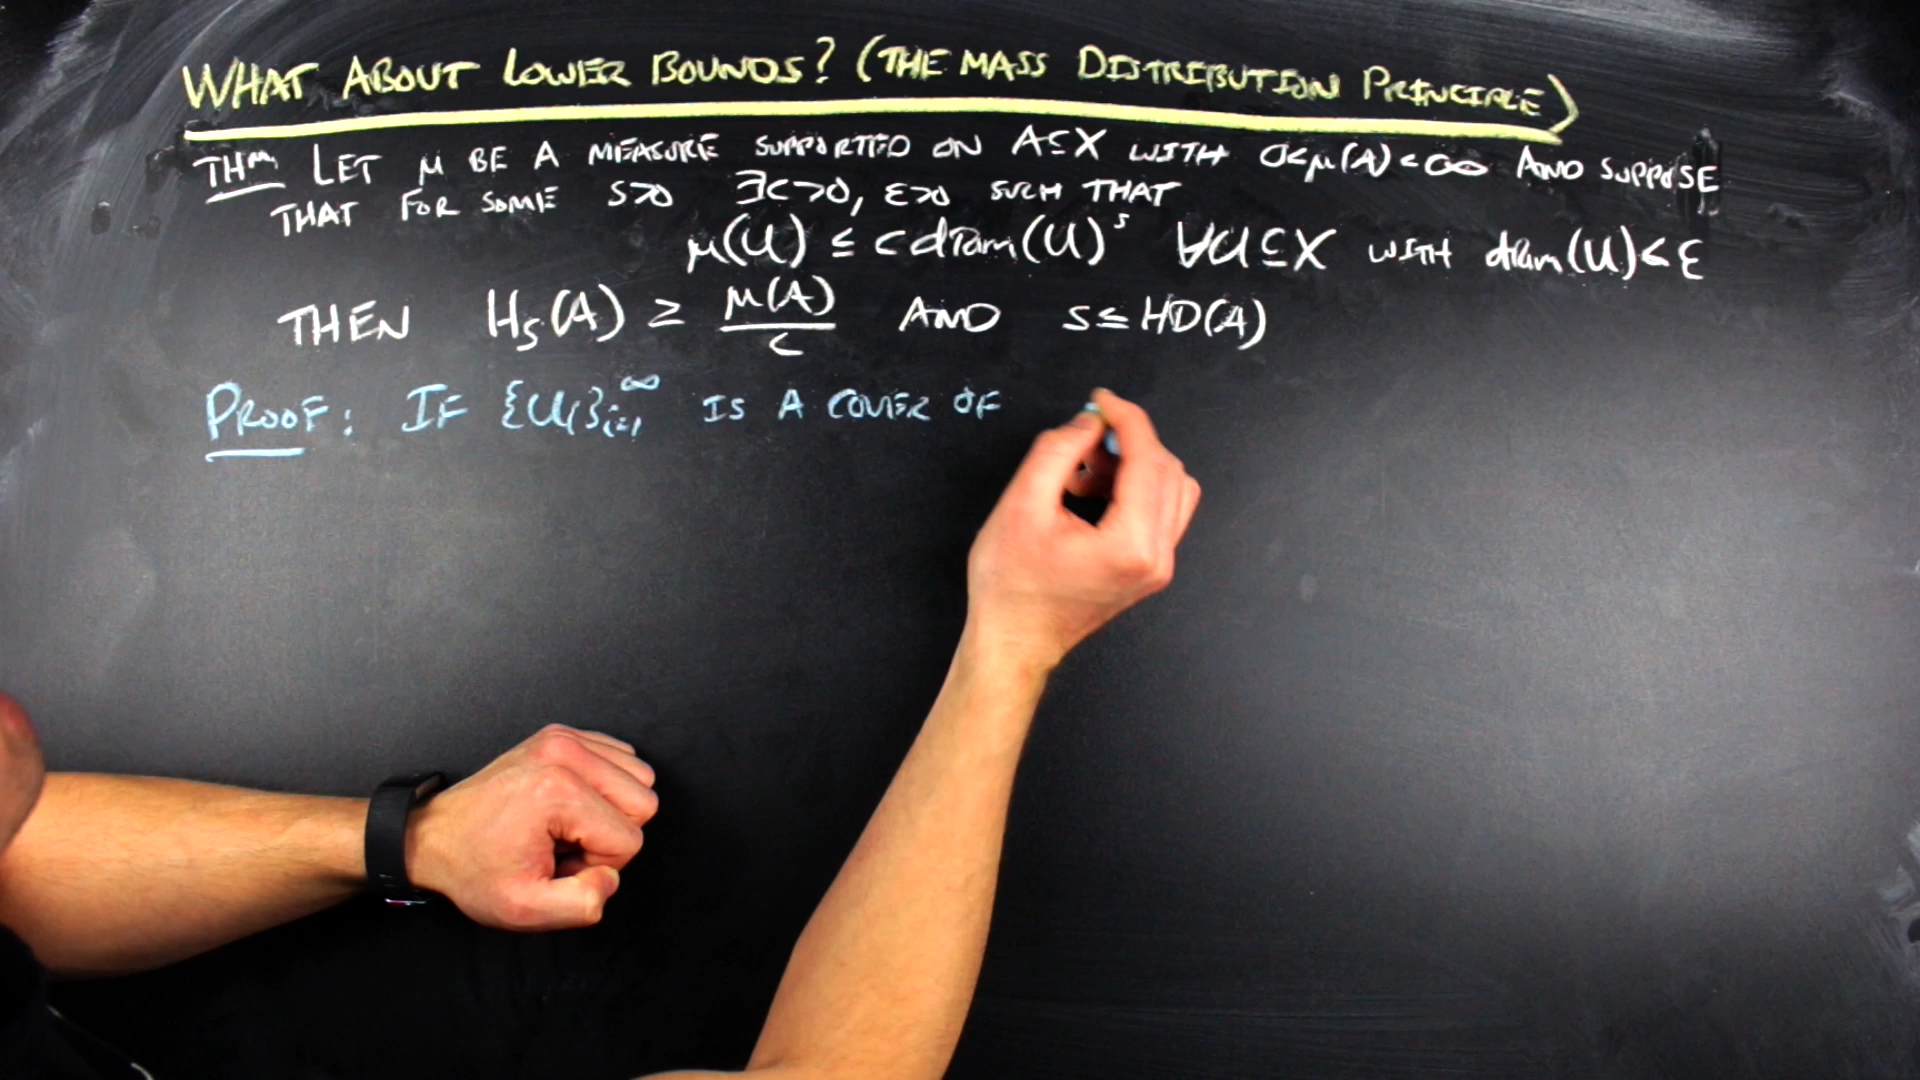 WHAT ABOUT LOWER BOUNDS? (THE MASS DISTRIBUTION PRINCIPLE)
THᵐ LET μ BE A MEASURE SUPPORTED ON A⊆X WITH 0<μ(A)<∞ AND SUPPOSE
THAT FOR SOME s>0 ∃c>0, ε>0 SUCH THAT
μ(U) ≤ c diam(U)ˢ ∀U⊆X WITH diam(U)<ε
THEN Hₛ(A) ≥ μ(A)/c AND s≤HD(A)
PROOF: IF {Uᵢ}ᵢ₌₁^∞ IS A COVER OF